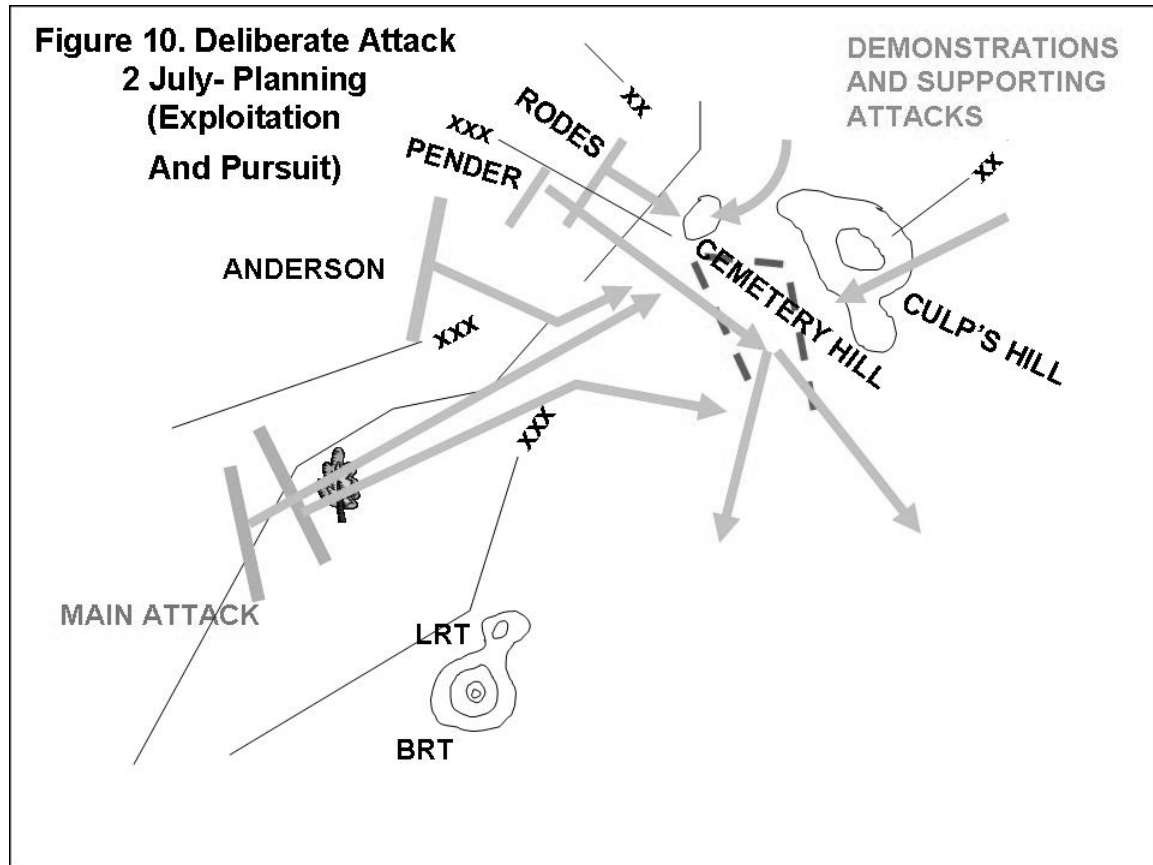 Figure 10. Deliberate Attack
2 July- Planning
(Exploitation
And Pursuit)
DEMONSTRATIONS
AND SUPPORTING
ATTACKS
xx
RODES
xxx
PENDER
xx
ANDERSON
CEMETERY HILL
CULP'S HILL
xxx
xxx
MAIN ATTACK
LRT
BRT